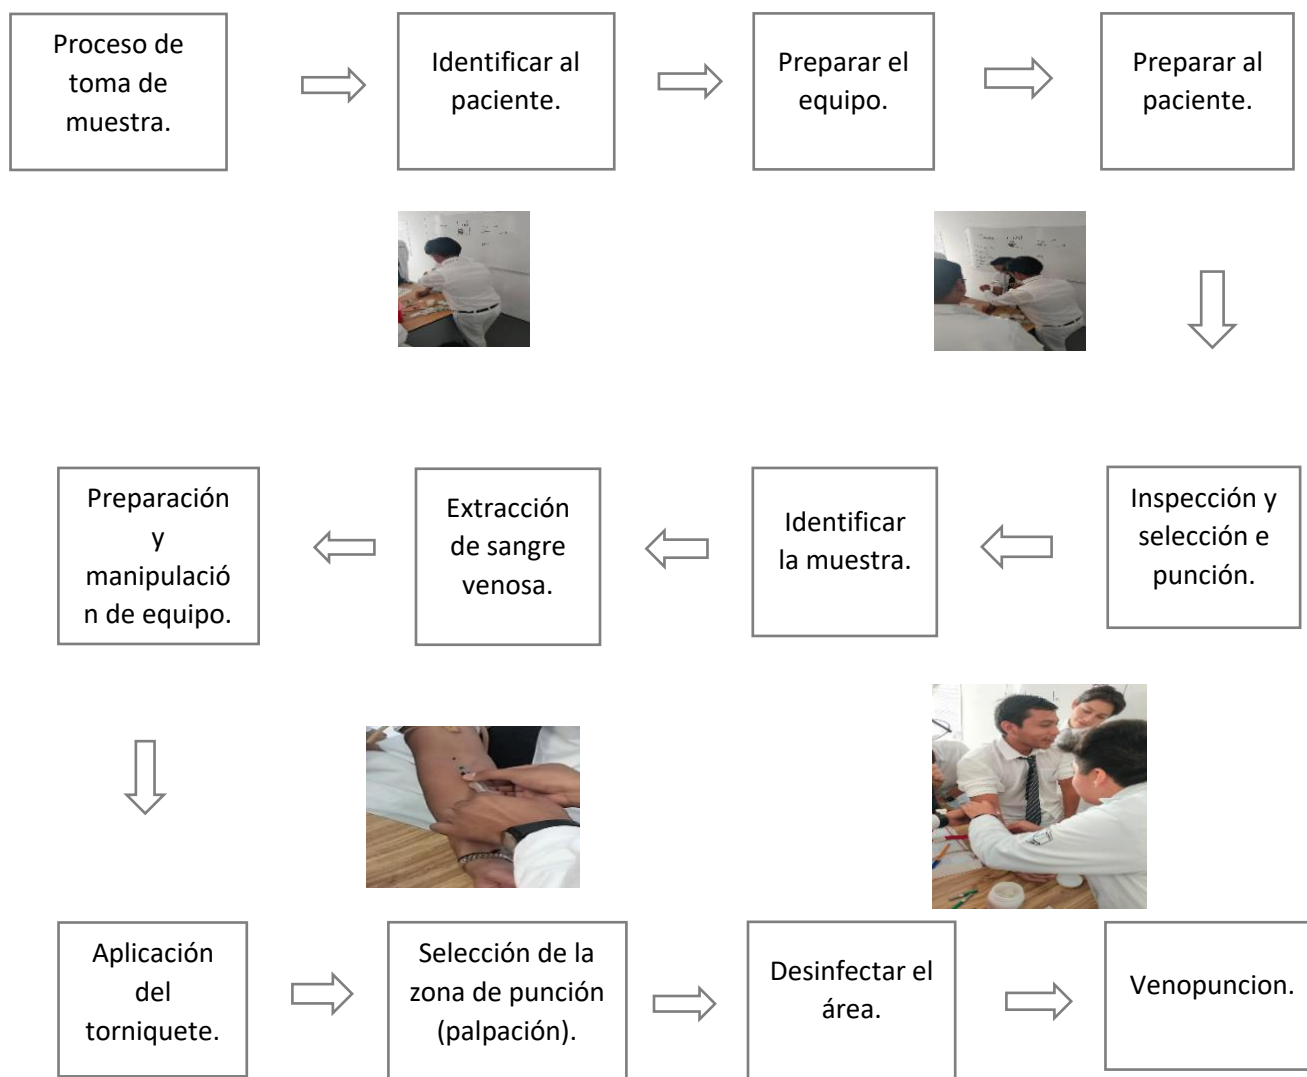 Proceso de
toma de
muestra.
Identificar al
paciente.
Preparar el
equipo.
Preparar al
paciente.
Inspección y
selección e
punción.
Identificar
la muestra.
Extracción
de sangre
venosa.
Preparación
y
manipulació
n de equipo.
Aplicación
del
torniquete.
Selección de la
zona de punción
(palpación).
Desinfectar el
área.
Venopuncion.